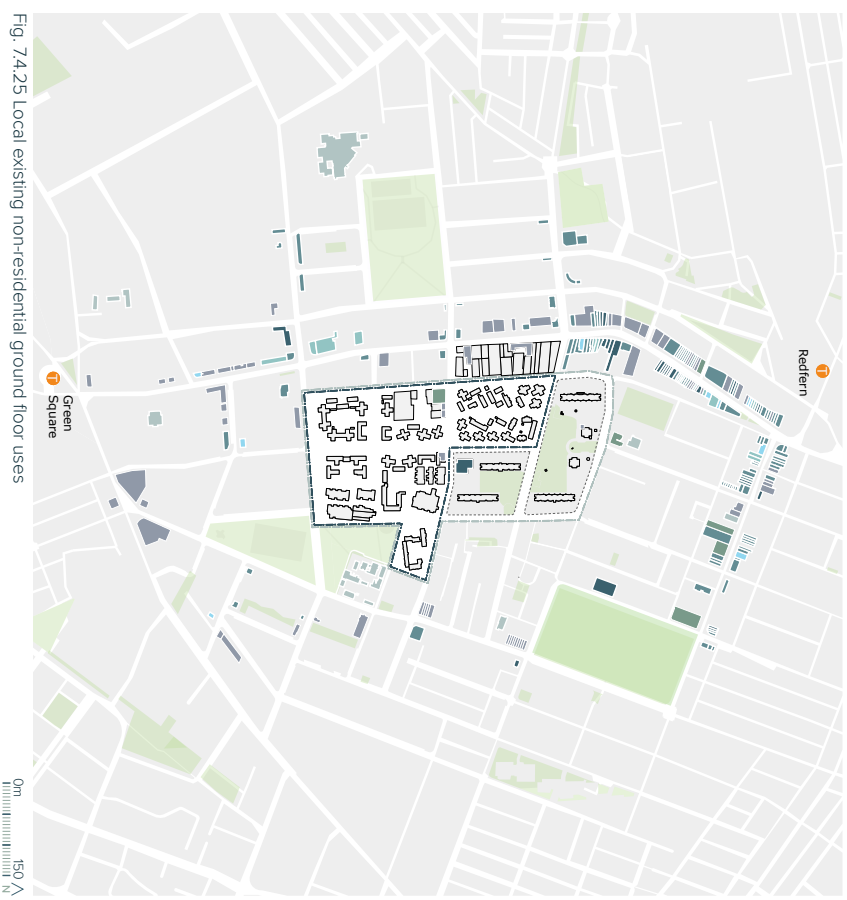 Redfern
T
T
Green
Square
Fig. 7.4.25 Local existing non-residential ground floor uses
0m
150
N